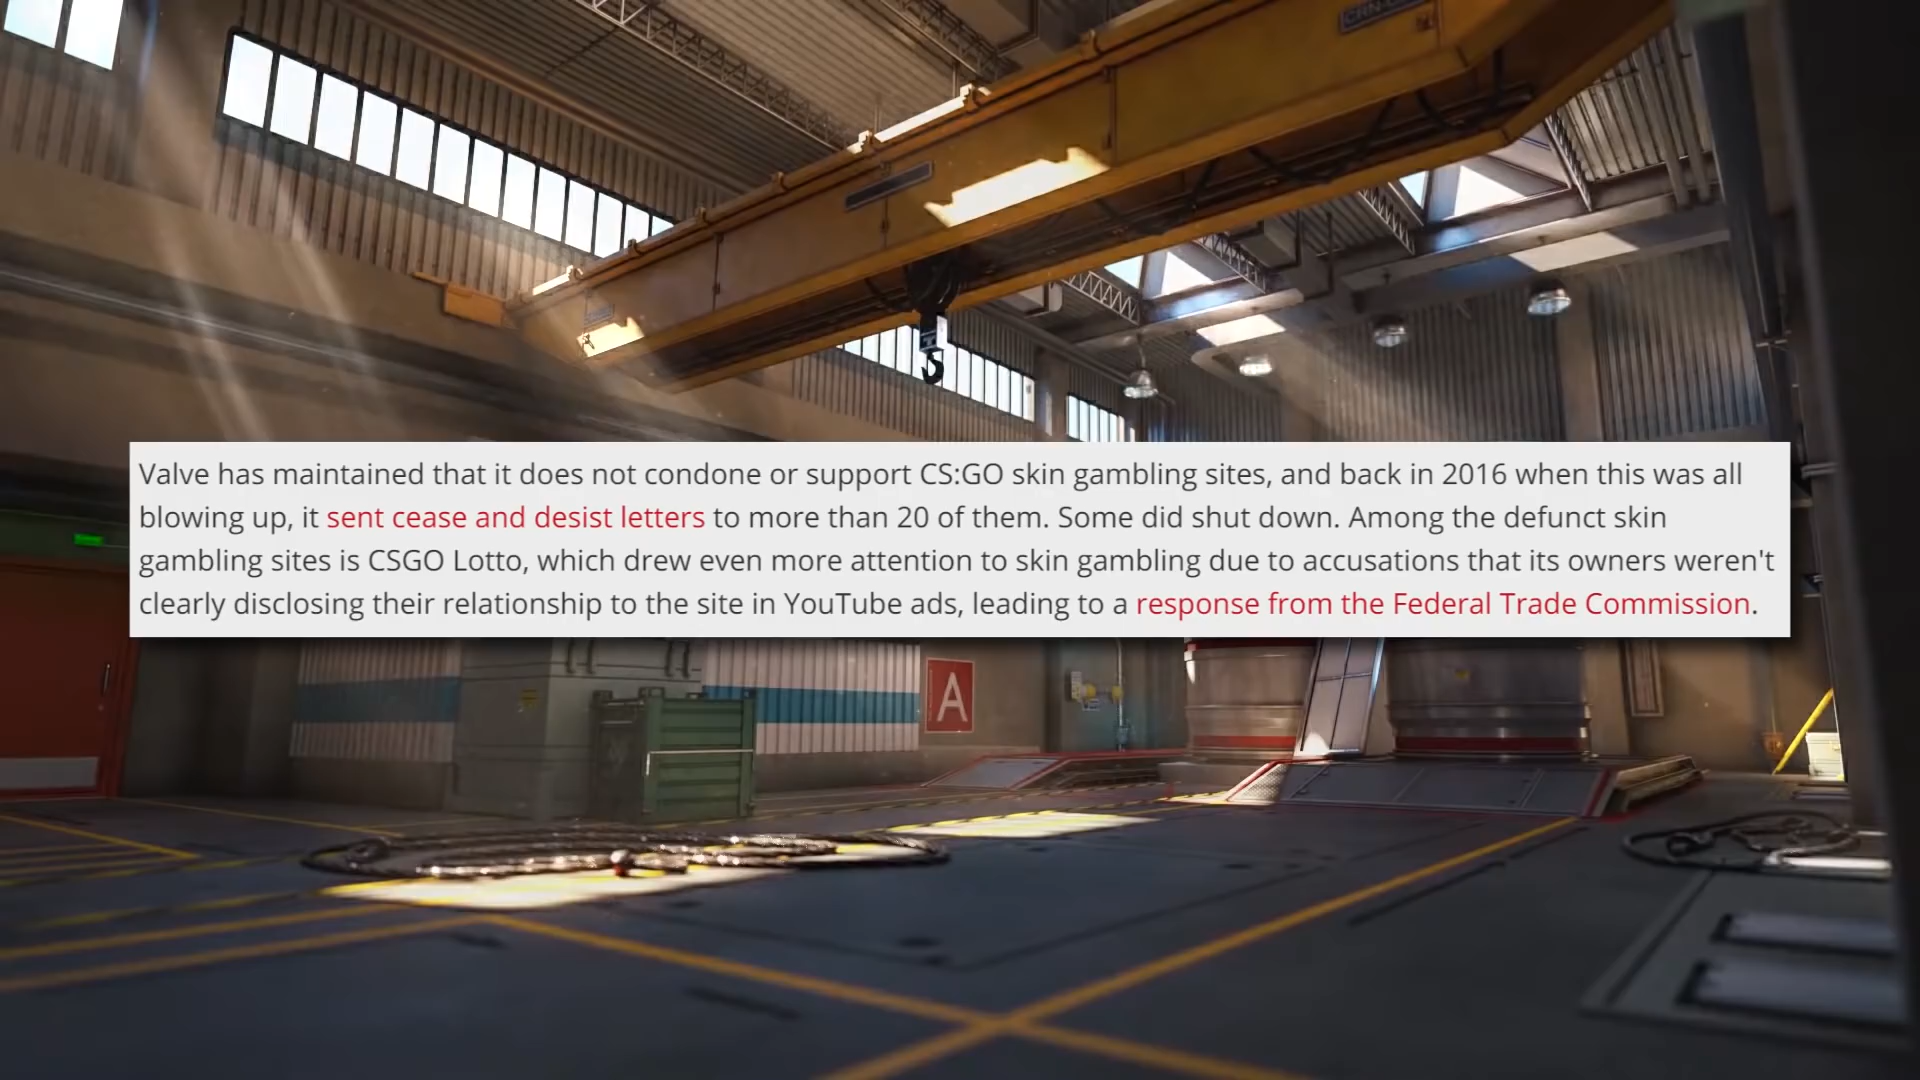 Valve has maintained that it does not condone or support CS:GO skin gambling sites, and back in 2016 when this was all
blowing up, it sent cease and desist letters to more than 20 of them. Some did shut down. Among the defunct skin
gambling sites is CSGO Lotto, which drew even more attention to skin gambling due to accusations that its owners weren't
clearly disclosing their relationship to the site in YouTube ads, leading to a response from the Federal Trade Commission.
A